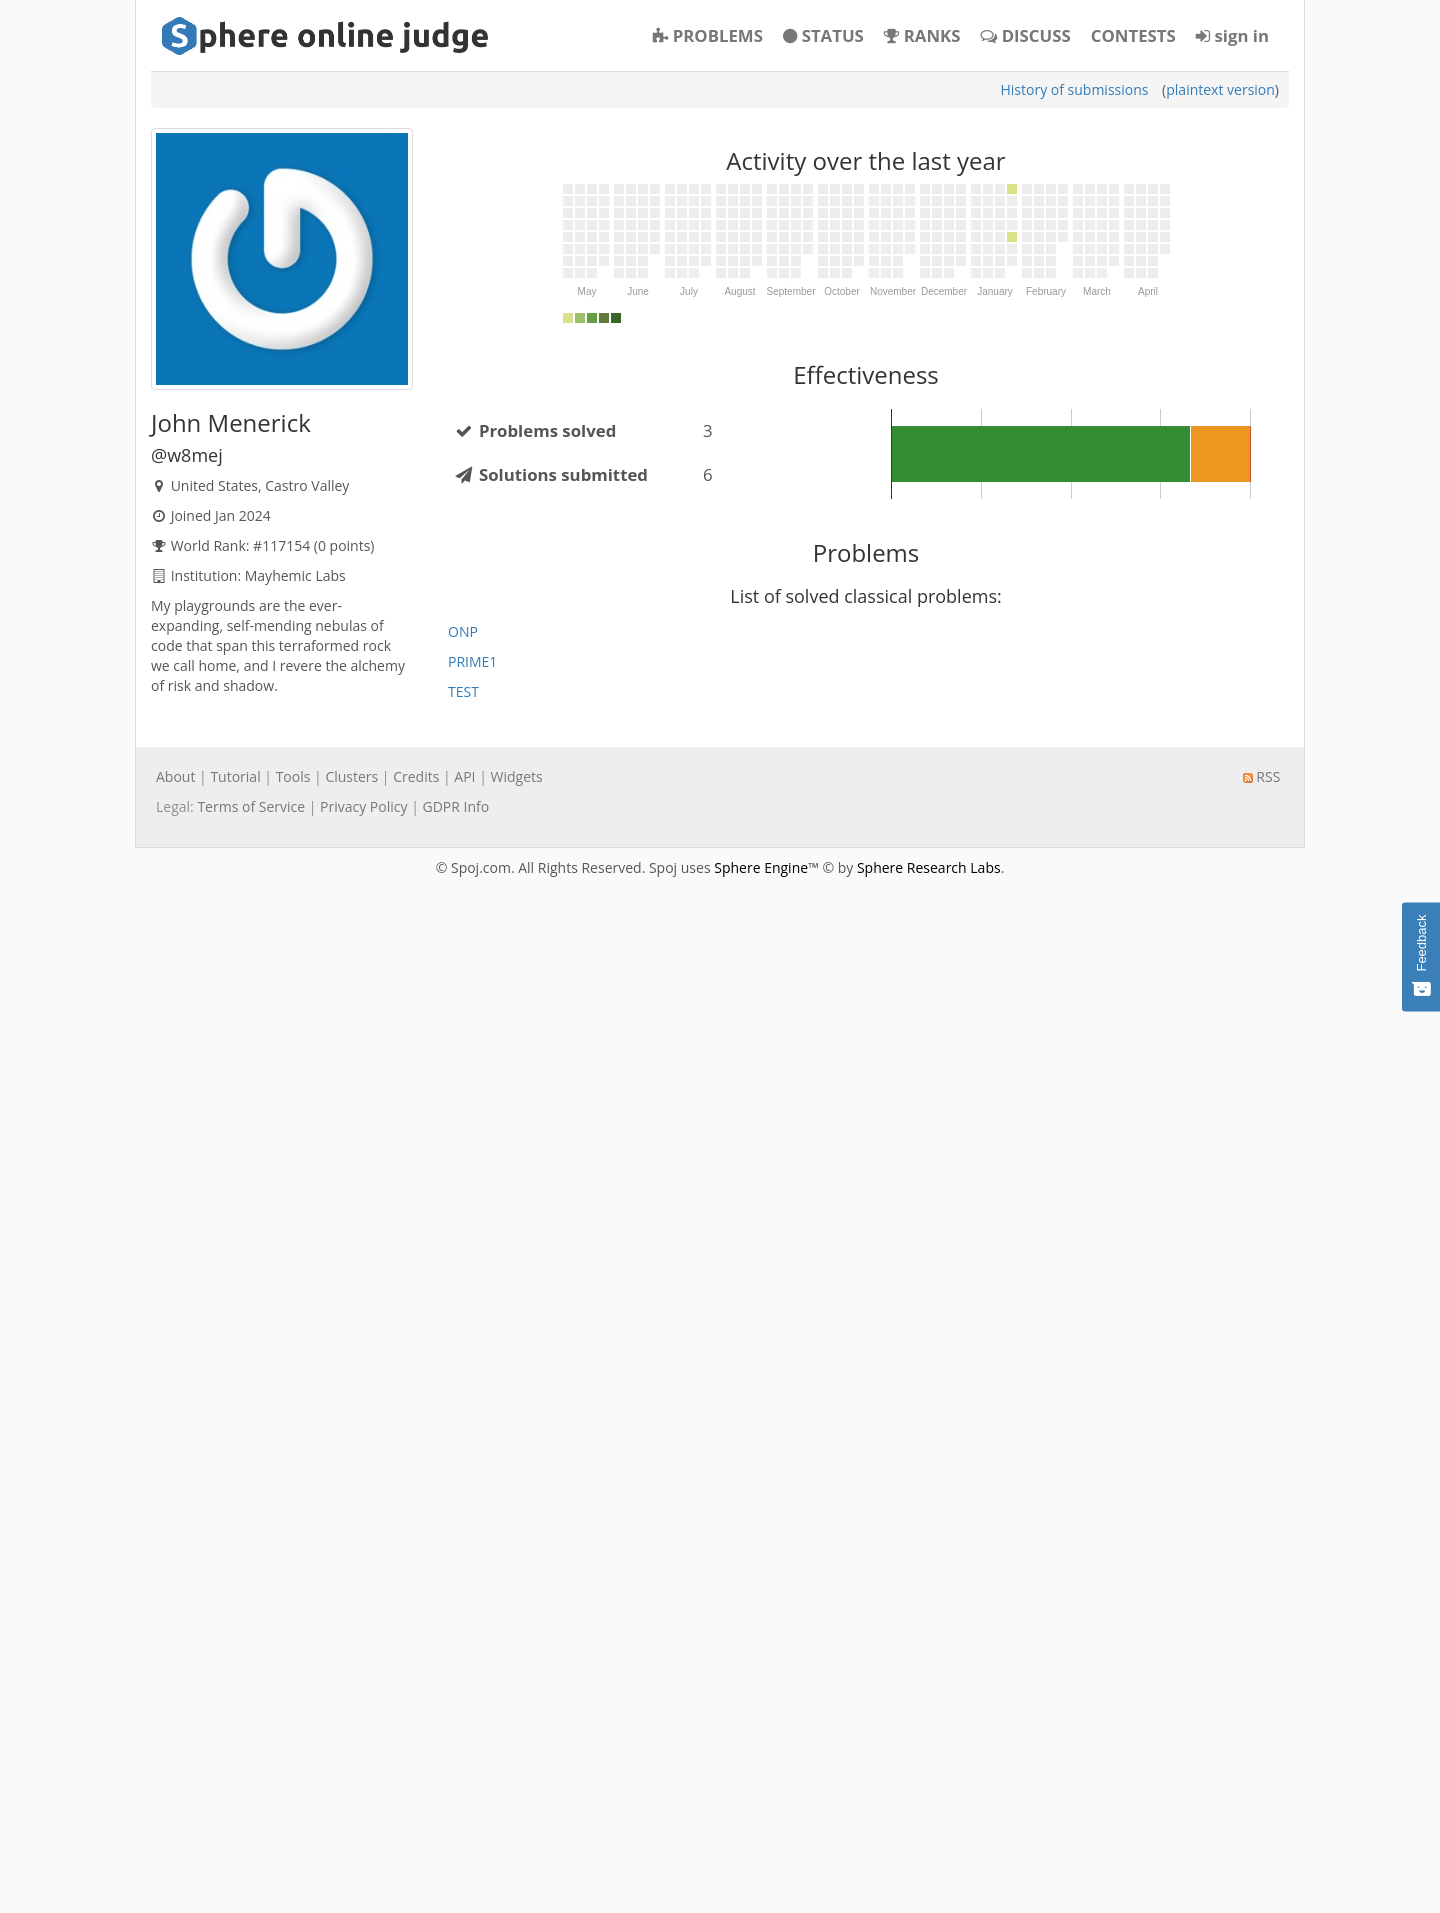 Sphere online judge
PROBLEMS STATUS RANKS DISCUSS CONTESTS sign in
History of submissions (plaintext version)
Activity over the last year
May June July August September October November December January February March April
Effectiveness
Problems solved 3
Solutions submitted 6
John Menerick
@w8mej
United States, Castro Valley
Joined Jan 2024
World Rank: #117154 (0 points)
Institution: Mayhemic Labs
My playgrounds are the ever-
expanding, self-mending nebulas of
code that span this terraformed rock
we call home, and I revere the alchemy
of risk and shadow.
Problems
List of solved classical problems:
ONP
PRIME1
TEST
About | Tutorial | Tools | Clusters | Credits | API | Widgets
RSS
Legal: Terms of Service | Privacy Policy | GDPR Info
© Spoj.com. All Rights Reserved. Spoj uses Sphere Engine™ © by Sphere Research Labs.
Feedback